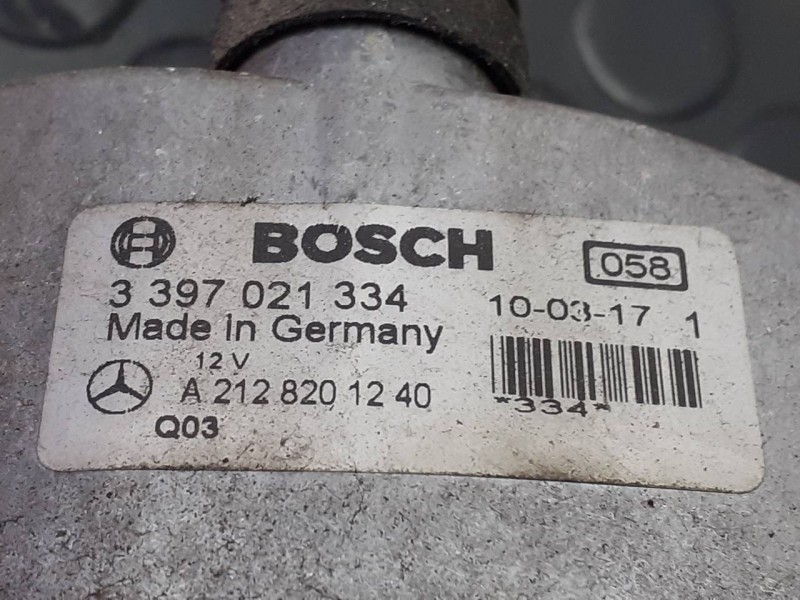 BOSCH 058
3 397 021 334 10-03-17 1
Made in Germany
12 V
A 212 820 12 40 *334*
Q03